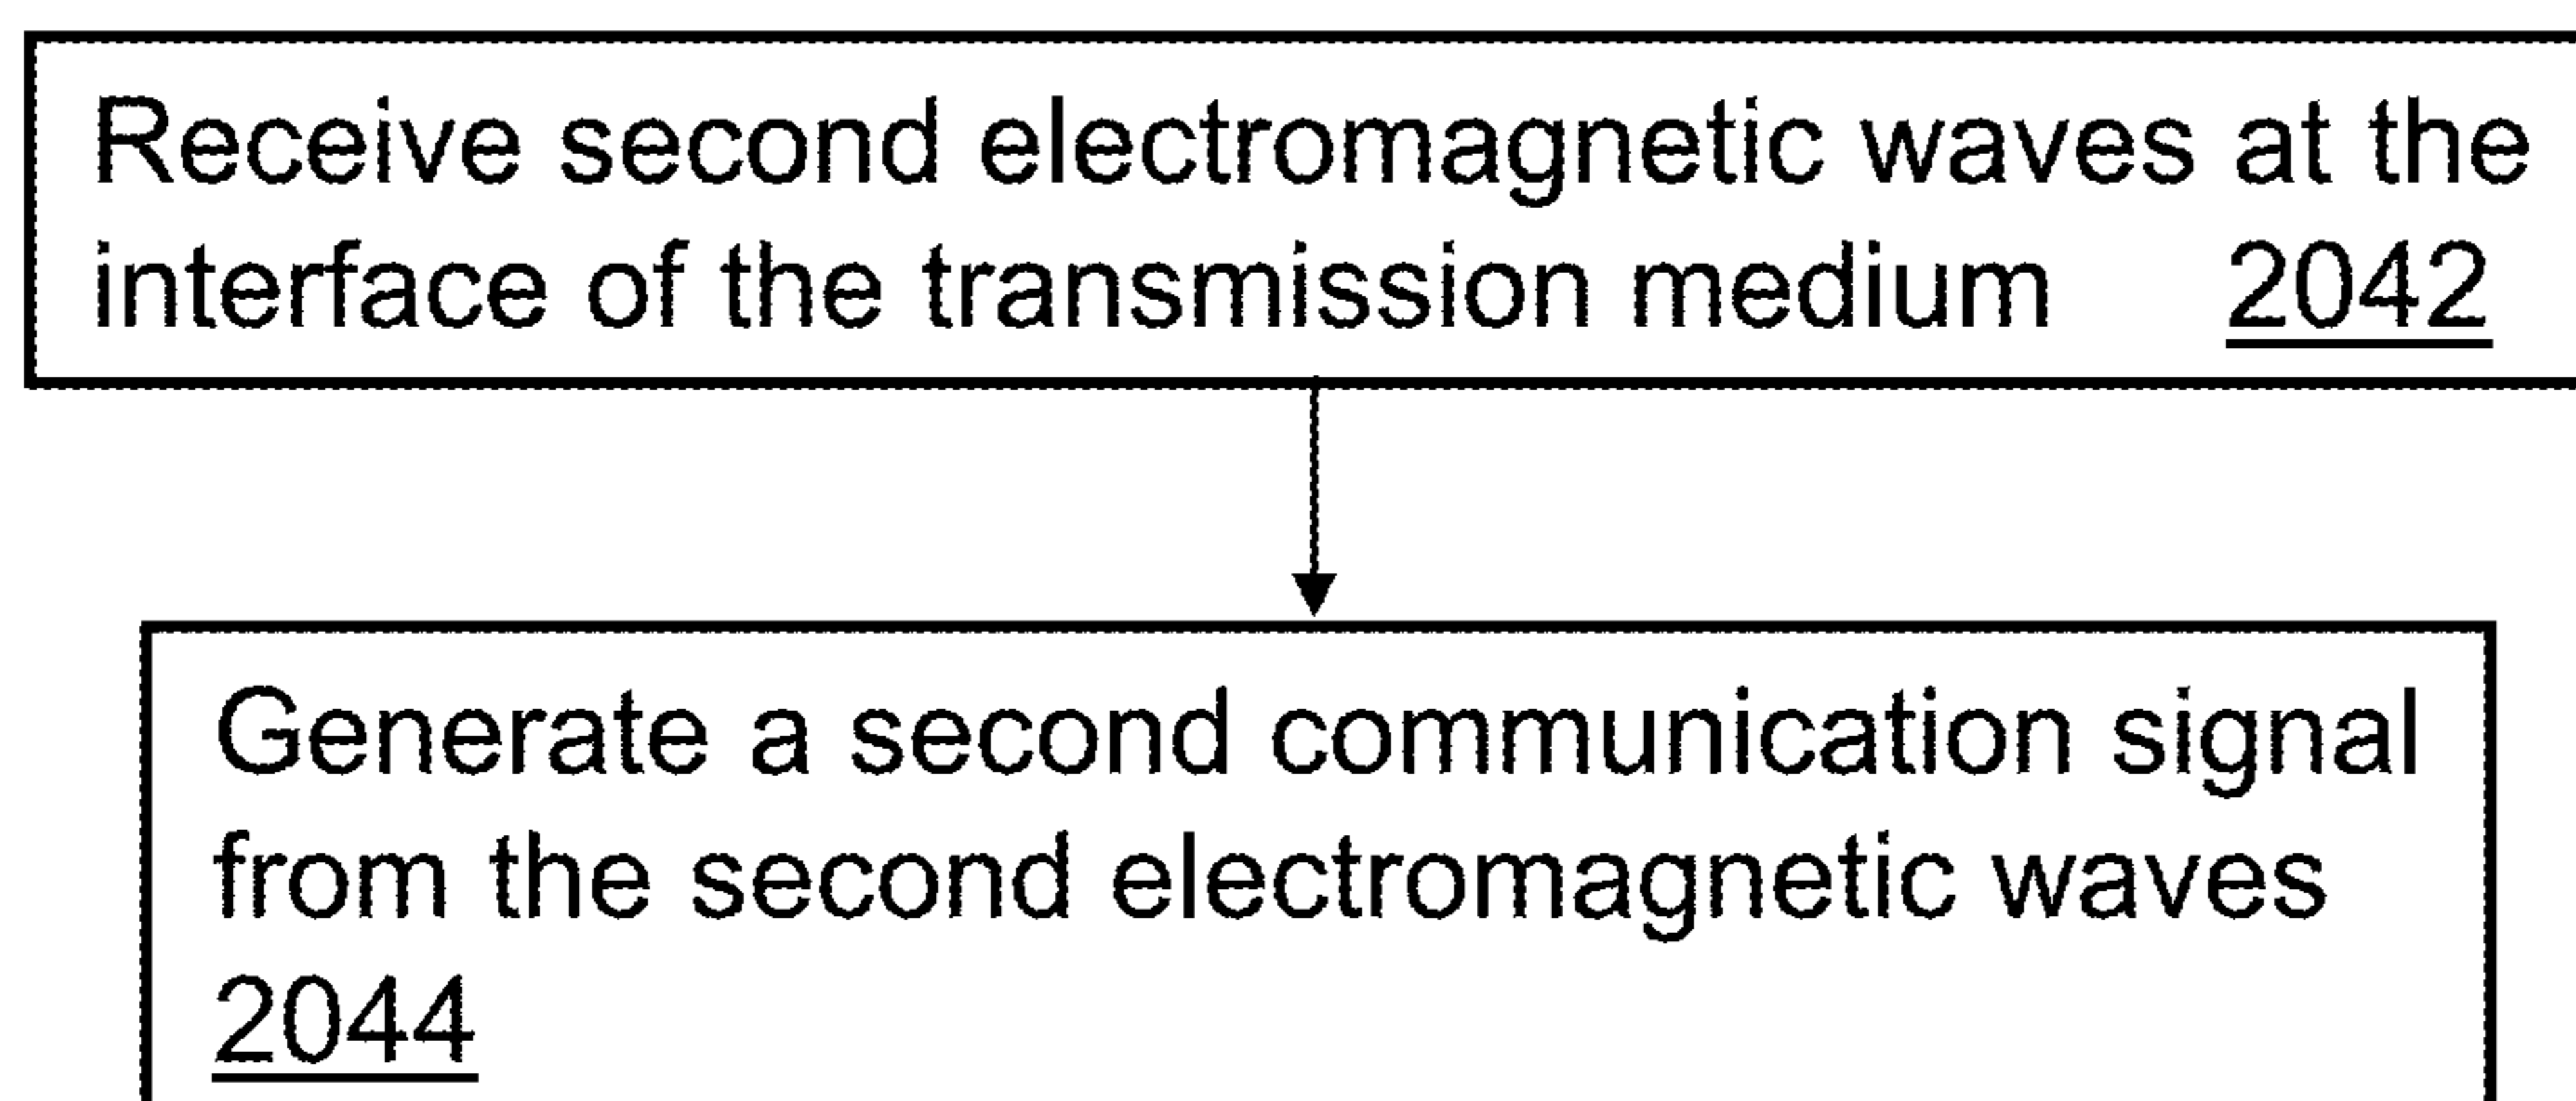 Receive second electromagnetic waves at the
interface of the transmission medium 2042
Generate a second communication signal
from the second electromagnetic waves
2044